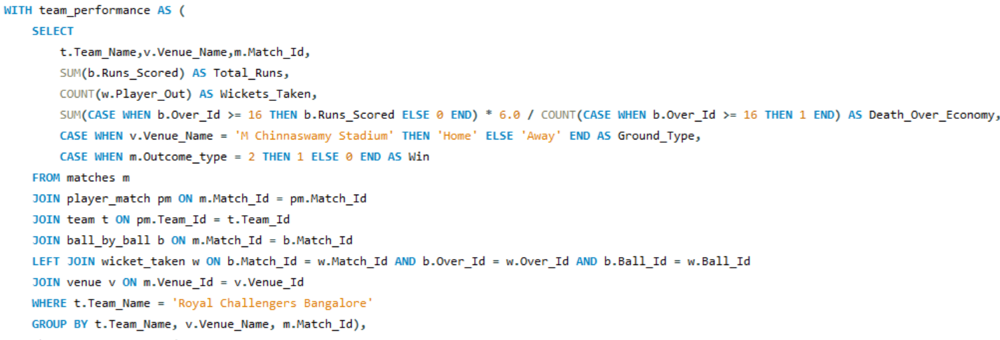 WITH team_performance AS (
SELECT
t.Team_Name,v.Venue_Name,m.Match_Id,
SUM(b.Runs_Scored) AS Total_Runs,
COUNT(w.Player_Out) AS Wickets_Taken,
SUM(CASE WHEN b.Over_Id >= 16 THEN b.Runs_Scored ELSE 0 END) * 6.0 / COUNT(CASE WHEN b.Over_Id >= 16 THEN 1 END) AS Death_Over_Economy,
CASE WHEN v.Venue_Name = 'M Chinnaswamy Stadium' THEN 'Home' ELSE 'Away' END AS Ground_Type,
CASE WHEN m.Outcome_type = 2 THEN 1 ELSE 0 END AS Win
FROM matches m
JOIN player_match pm ON m.Match_Id = pm.Match_Id
JOIN team t ON pm.Team_Id = t.Team_Id
JOIN ball_by_ball b ON m.Match_Id = b.Match_Id
LEFT JOIN wicket_taken w ON b.Match_Id = w.Match_Id AND b.Over_Id = w.Over_Id AND b.Ball_Id = w.Ball_Id
JOIN venue v ON m.Venue_Id = v.Venue_Id
WHERE t.Team_Name = 'Royal Challengers Bangalore'
GROUP BY t.Team_Name, v.Venue_Name, m.Match_Id),